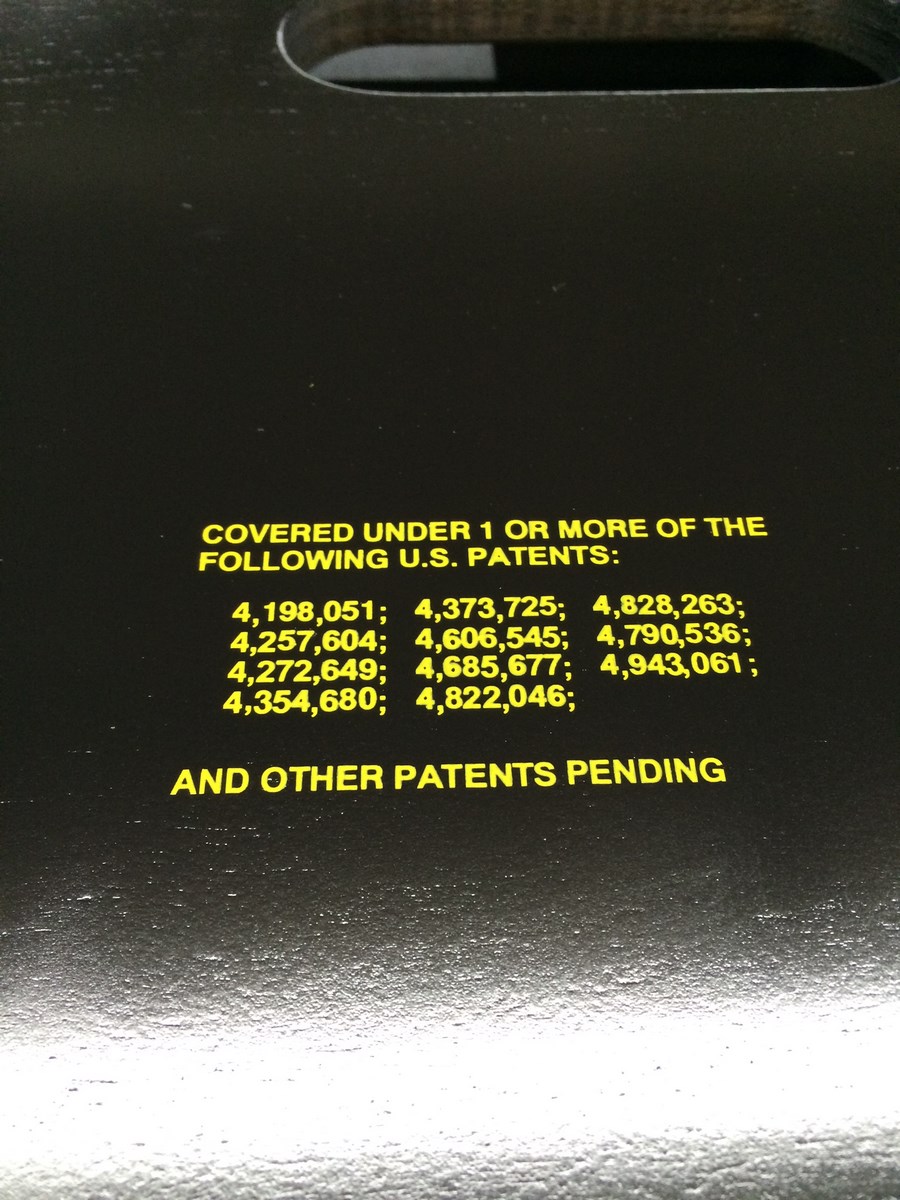 COVERED UNDER 1 OR MORE OF THE
FOLLOWING U.S. PATENTS:
4,198,051; 4,373,725; 4,828,263;
4,257,604; 4,606,545; 4,790,536;
4,272,649; 4,685,677; 4,943,061;
4,354,680; 4,822,046;
AND OTHER PATENTS PENDING